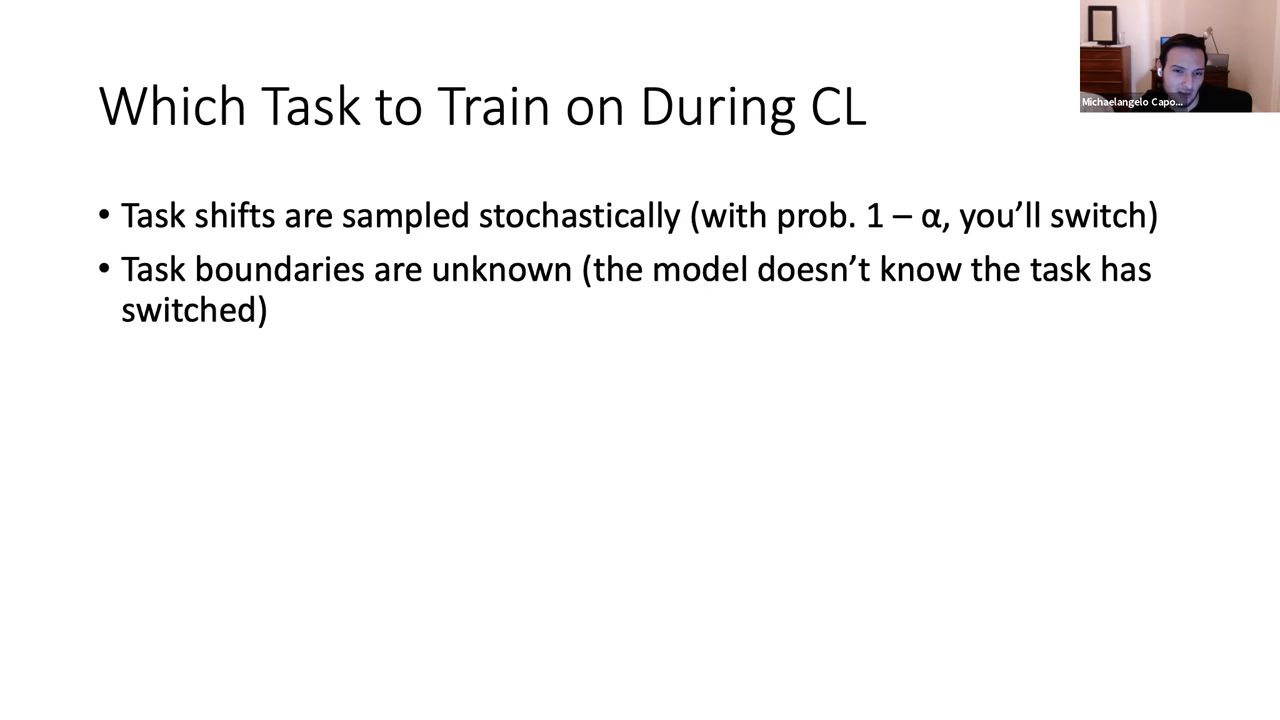 Which Task to Train on During CL
Michaelangelo Capo...
• Task shifts are sampled stochastically (with prob. 1 – α, you’ll switch)
• Task boundaries are unknown (the model doesn’t know the task has
switched)